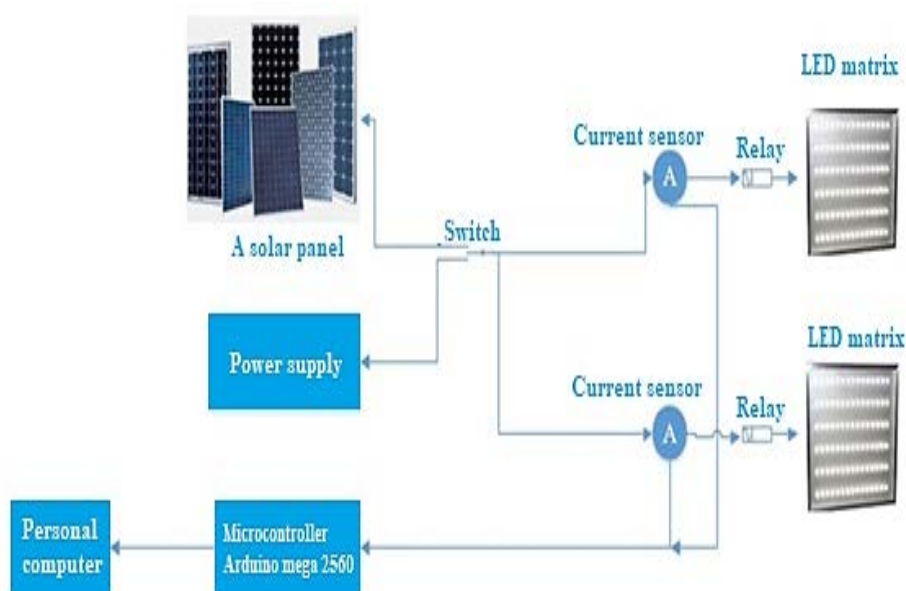 LED matrix
Current sensor
Relay
A
A solar panel
Switch
Power supply
LED matrix
Current sensor
Relay
A
Personal
computer
Microcontroller
Arduino mega 2560